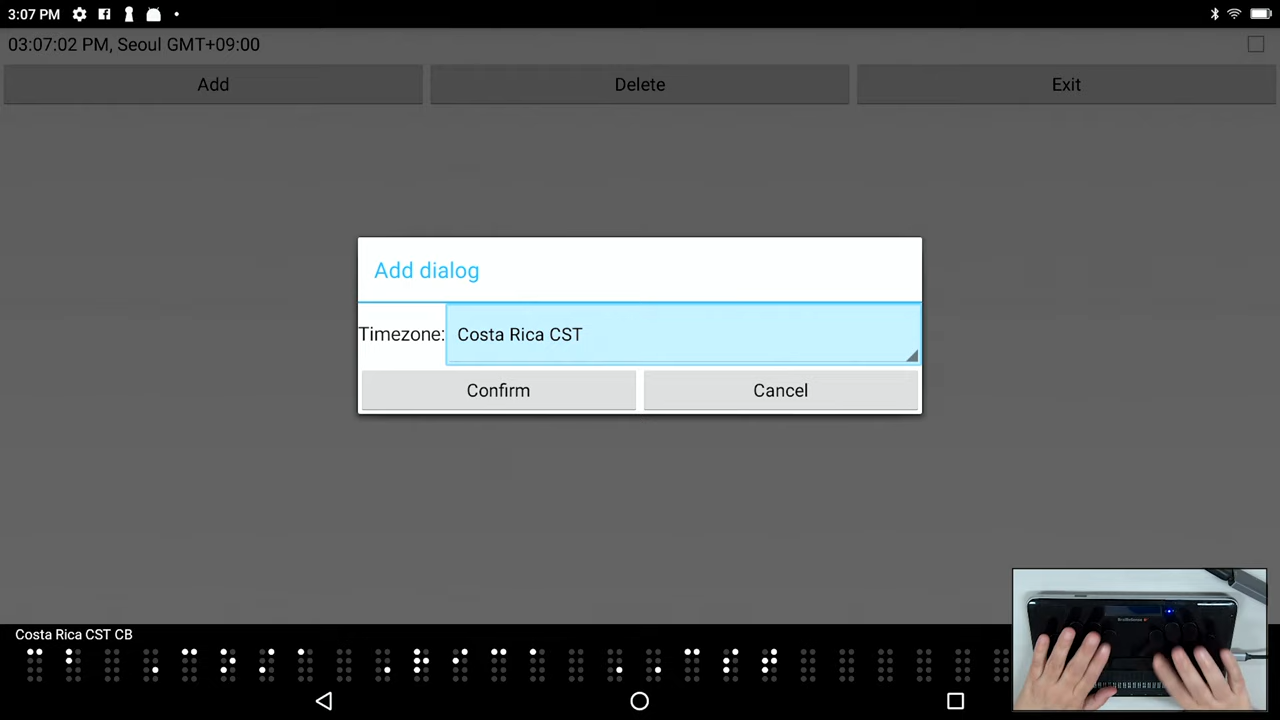 3:07 PM
03:07:02 PM, Seoul GMT+09:00
Add Delete Exit
Add dialog
Timezone: Costa Rica CST
Confirm Cancel
Costa Rica CST CB